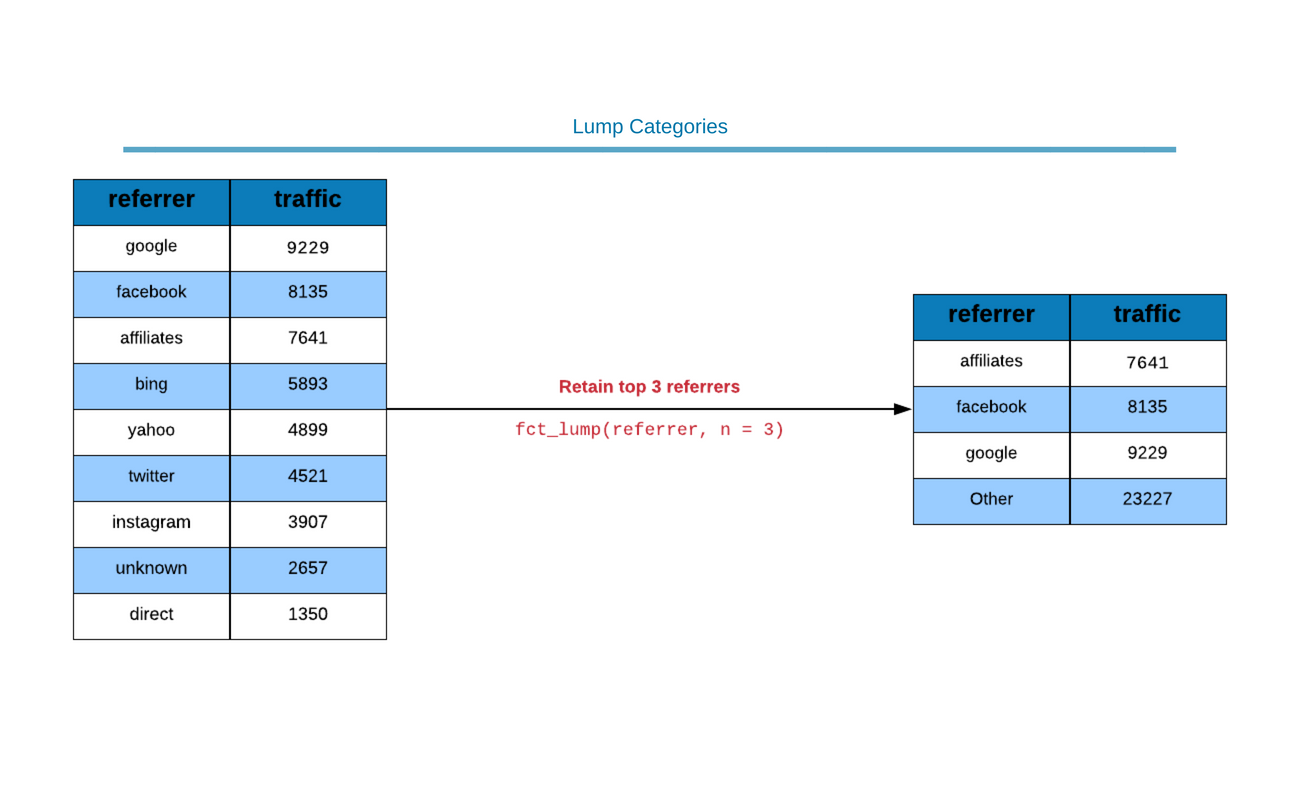 Lump Categories
referrer traffic
google 9229
facebook 8135
affiliates 7641
bing 5893
yahoo 4899
twitter 4521
instagram 3907
unknown 2657
direct 1350
Retain top 3 referrers
fct_lump(referrer, n = 3)
referrer traffic
affiliates 7641
facebook 8135
google 9229
Other 23227